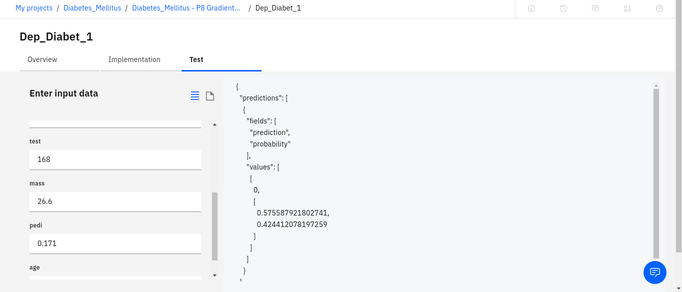 My projects / Diabetes_Mellitus / Diabetes_Mellitus - P8 Gradient... / Dep_Diabet_1
Dep_Diabet_1
Overview Implementation Test
Enter input data
test
168
mass
26.6
pedi
0.171
age
{
"predictions": [
{
"fields": [
"prediction",
"probability"
],
"values": [
[
0,
[
0.575587921802741,
0.424412078197259
]
]
]
}